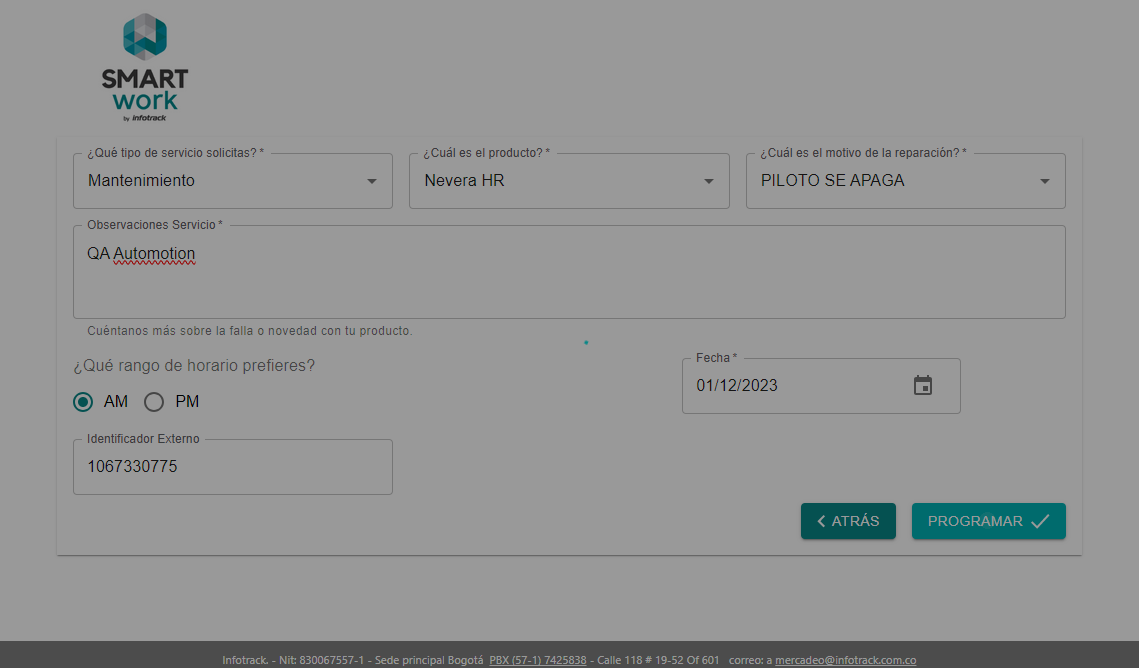 SMART
work
by infotrack
¿Qué tipo de servicio solicitas? *
Mantenimiento
¿Cuál es el producto? *
Nevera HR
¿Cuál es el motivo de la reparación? *
PILOTO SE APAGA
Observaciones Servicio *
QA Automotion
Cuéntanos más sobre la falla o novedad con tu producto.
¿Qué rango de horario prefieres?
AM PM
Fecha *
01/12/2023
Identificador Externo
1067330775
ATRÁS
PROGRAMAR
Infotrack. - Nit: 830067557-1 - Sede principal Bogotá PBX (57-1) 7425838 - Calle 118 # 19-52 Of 601 correo: a mercadeo@infotrack.com.co